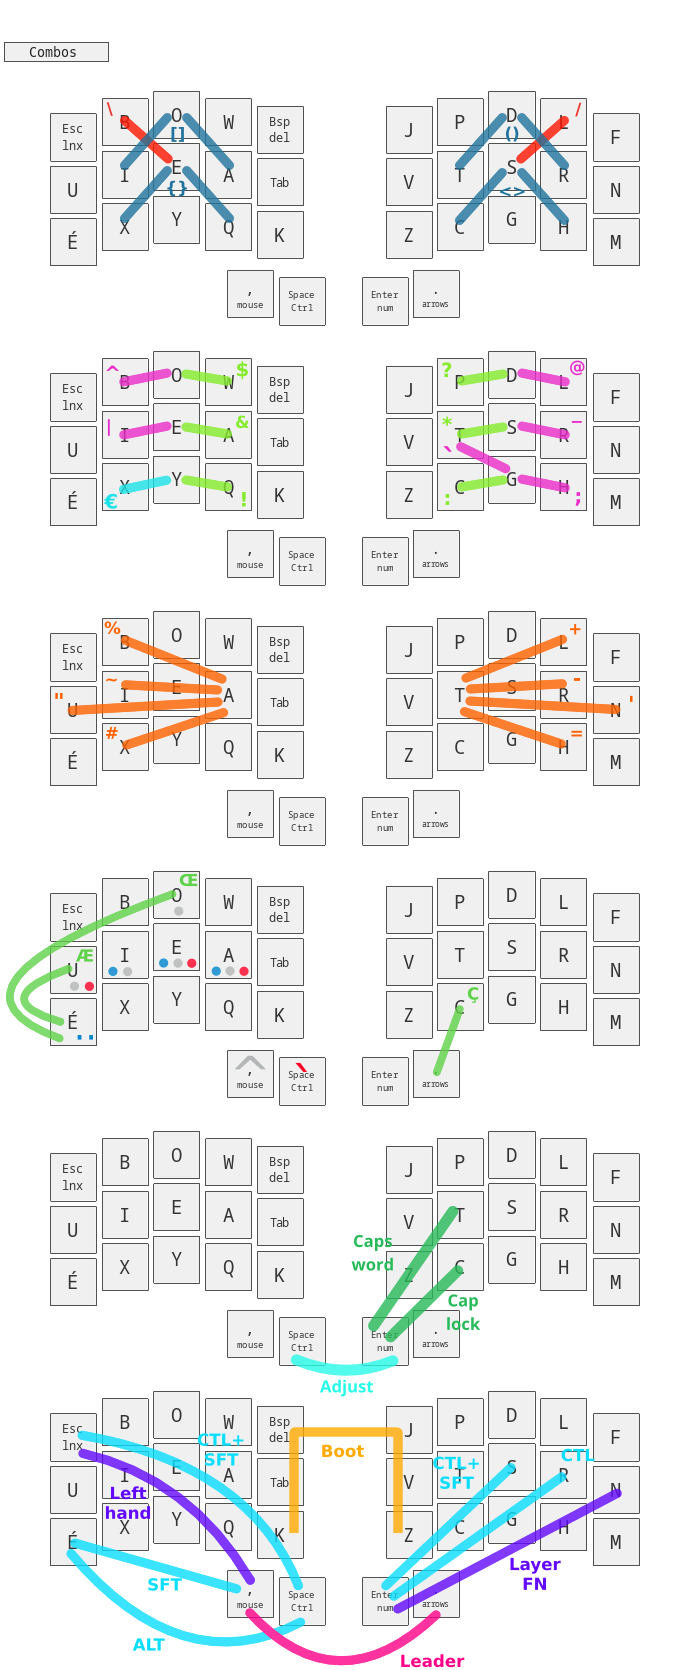 Combos
\ B O W Bsp del J P D L / F
Esc lnx [] ()
U I E A Tab V T S R N
{} <>
É X Y Q K Z C G H M
, mouse Space Ctrl Enter num . arrows
^ B O W $ Bsp del J ? P D L @ F
Esc lnx
U | I E A & Tab V * T S R _ N
`
É € X Y Q ! K Z : C G H ; M
, mouse Space Ctrl Enter num . arrows
% B O W Bsp del J P D L + F
Esc lnx
" U ~ I E A Tab V T S R - N '
É # X Y Q K Z C G H = M
, mouse Space Ctrl Enter num . arrows
B O Œ W Bsp del J P D L F
Esc lnx
U Æ I E A Tab V T S R N
É X Y Q K Z C Ç G H M
^ , mouse ` Space Ctrl Enter num . arrows
B O W Bsp del J P D L F
Esc lnx
U I E A Tab V T S R N
Caps word
É X Y Q K Z C G H M
Cap lock
, mouse Space Ctrl Enter num . arrows
Adjust
B O W Bsp del J P D L F
Esc lnx CTL+ SFT Boot CTL+ SFT CTL
U I E A Tab V T S R N
Left hand
É X Y Q K Z C G H M
SFT Layer FN
, mouse Space Ctrl Enter num . arrows
ALT Leader